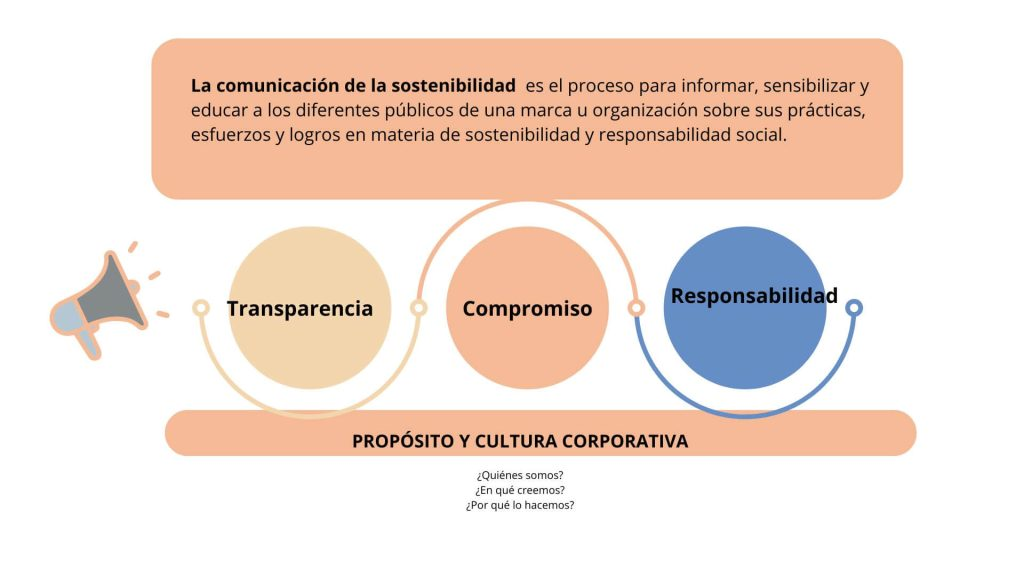 La comunicación de la sostenibilidad es el proceso para informar, sensibilizar y
educar a los diferentes públicos de una marca u organización sobre sus prácticas,
esfuerzos y logros en materia de sostenibilidad y responsabilidad social.
Transparencia
Compromiso
Responsabilidad
PROPÓSITO Y CULTURA CORPORATIVA
¿Quiénes somos?
¿En qué creemos?
¿Por qué lo hacemos?